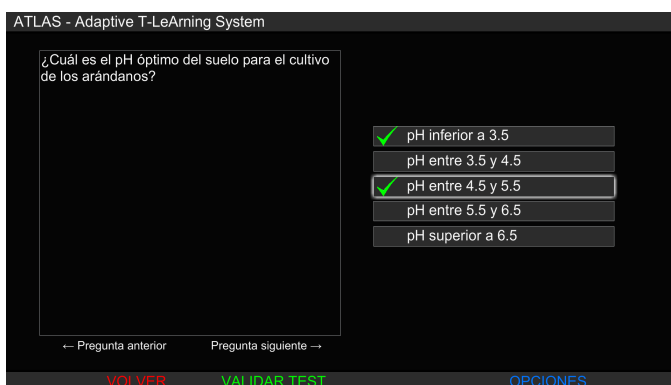 ATLAS - Adaptive T-LeArning System
¿Cuál es el pH óptimo del suelo para el cultivo
de los arándanos?
pH inferior a 3.5
pH entre 3.5 y 4.5
pH entre 4.5 y 5.5
pH entre 5.5 y 6.5
pH superior a 6.5
← Pregunta anterior Pregunta siguiente →
VOLVER VALIDAR TEST OPCIONES